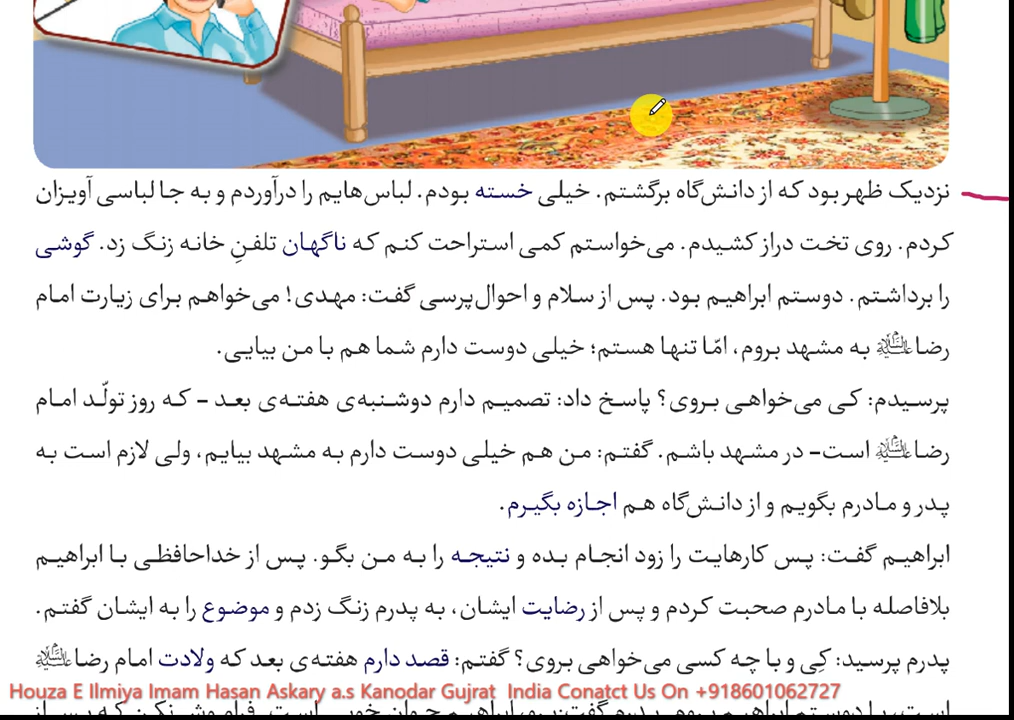 نزدیک ظهر بود که از دانش‌گاه برگشتم. خیلی خسته بودم. لباس‌هایم را درآوردم و به جا لباسی آویزان
کردم. روی تخت دراز کشیدم. می‌خواستم کمی استراحت کنم که ناگهان تلفنِ خانه زنگ زد. گوشی
را برداشتم. دوستم ابراهیم بود. پس از سلام و احوال‌پرسی گفت: مهدی! می‌خواهم برای زیارت امام
رضا علیه‌السلام به مشهد بروم، امّا تنها هستم؛ خیلی دوست دارم شما هم با من بیایی.
پرسیدم: کی می‌خواهی بروی؟ پاسخ داد: تصمیم دارم دوشنبه‌ی هفته‌ی بعد - که روز تولّد امام
رضا علیه‌السلام است- در مشهد باشم. گفتم: من هم خیلی دوست دارم به مشهد بیایم، ولی لازم است به
پدر و مادرم بگویم و از دانش‌گاه هم اجازه بگیرم.
ابراهیم گفت: پس کارهایت را زود انجام بده و نتیجه را به من بگو. پس از خداحافظی با ابراهیم
بلافاصله با مادرم صحبت کردم و پس از رضایت ایشان، به پدرم زنگ زدم و موضوع را به ایشان گفتم.
پدرم پرسید: کِی و با چه کسی می‌خواهی بروی؟ گفتم: قصد دارم هفته‌ی بعد که ولادت امام رضا علیه‌السلام
Houza E Ilmiya Imam Hasan Askary a.s Kanodar Gujrat India Conatct Us On +918601062727